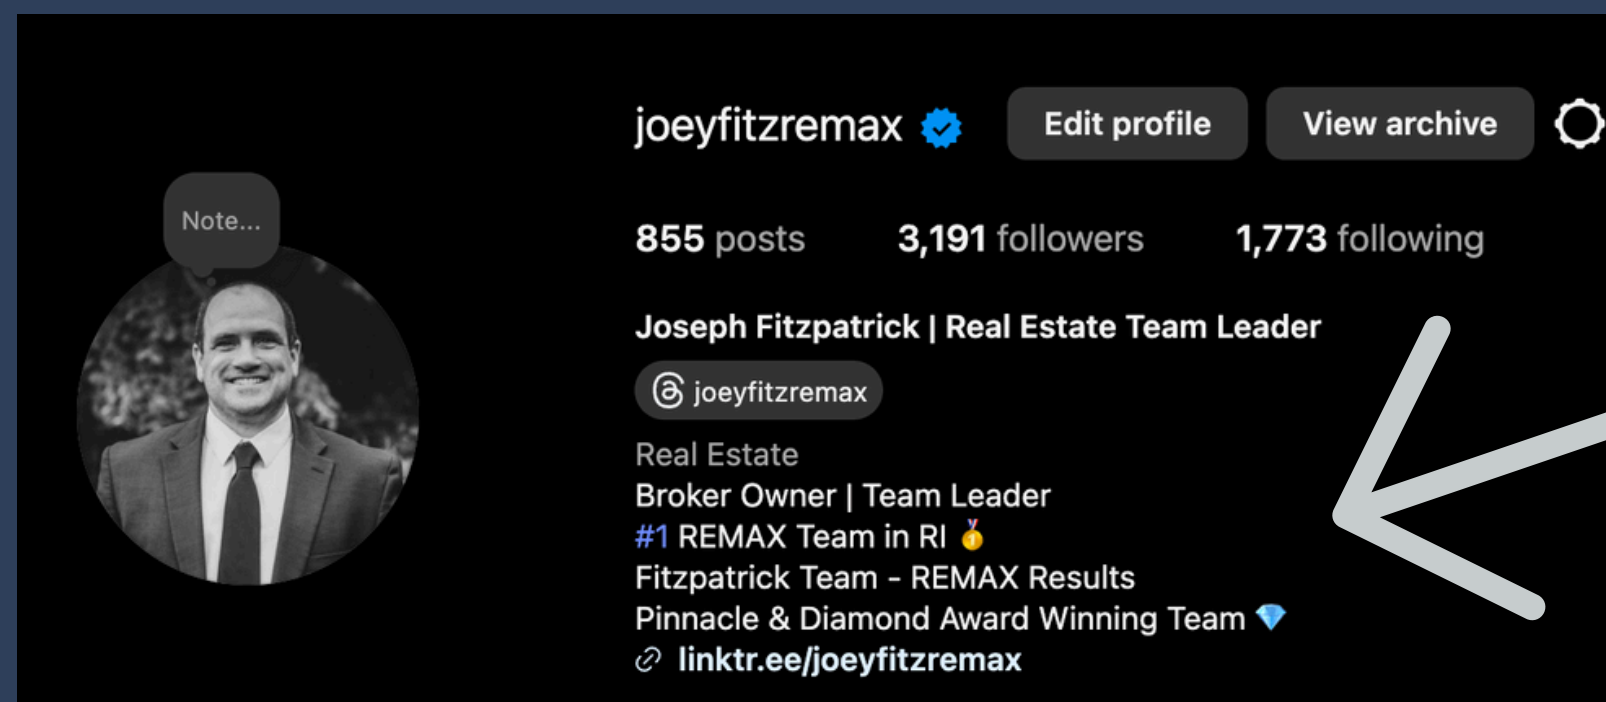 joeyfitzremax Edit profile View archive
Note...
855 posts 3,191 followers 1,773 following
Joseph Fitzpatrick | Real Estate Team Leader
joeyfitzremax
Real Estate
Broker Owner | Team Leader
#1 REMAX Team in RI 🏅
Fitzpatrick Team - REMAX Results
Pinnacle & Diamond Award Winning Team 💎
linktr.ee/joeyfitzremax